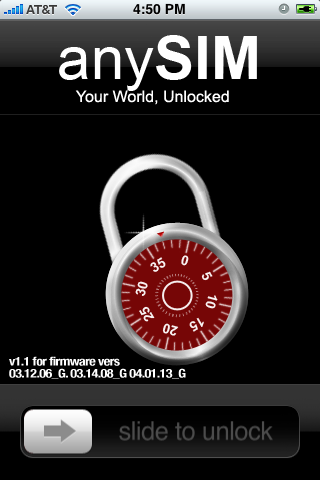 AT&T 4:50 PM
anySIM
Your World, Unlocked
0
5
10
15
20
25
30
35
v1.1 for firmware vers
03.12.06_G. 03.14.08_G 04.01.13_G
slide to unlock